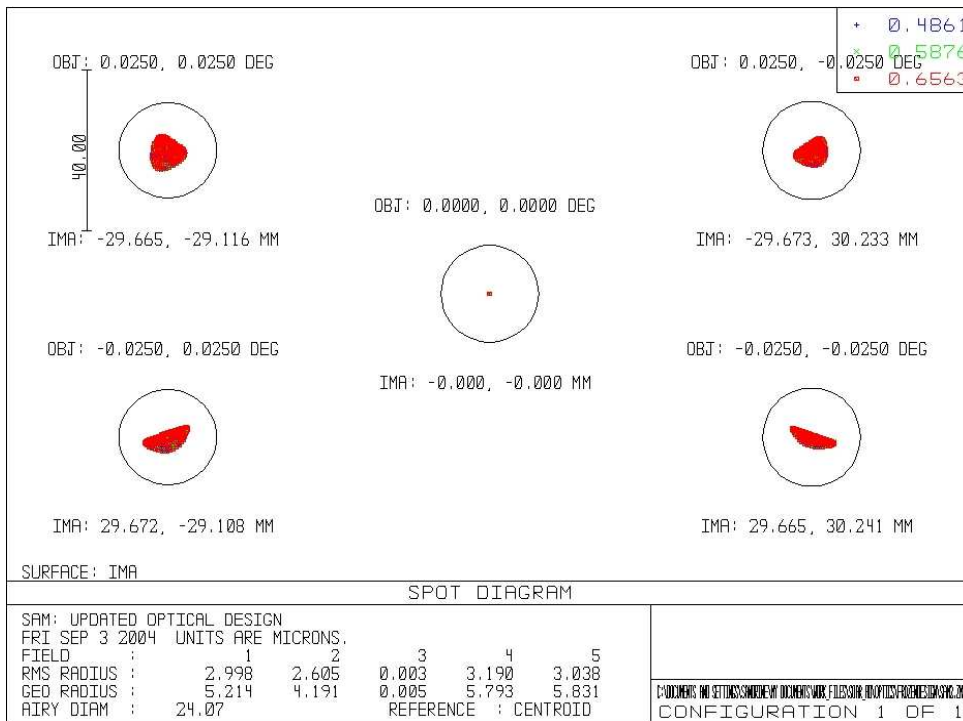 + 0.4861
OBJ: 0.0250, 0.0250 DEG
OBJ: 0.0250, -0.0250 DEG
× 0.5876
0.6563
40.00
OBJ: 0.0000, 0.0000 DEG
IMA: -29.665, -29.116 MM
IMA: -29.673, 30.233 MM
OBJ: -0.0250, 0.0250 DEG
OBJ: -0.0250, -0.0250 DEG
IMA: -0.000, -0.000 MM
IMA: 29.672, -29.108 MM
IMA: 29.665, 30.241 MM
SURFACE: IMA
SPOT DIAGRAM
SAM: UPDATED OPTICAL DESIGN
FRI SEP 3 2004 UNITS ARE MICRONS.
FIELD : 1 2 3 4 5
RMS RADIUS : 2.998 2.605 0.003 3.190 3.038
GEO RADIUS : 5.214 4.191 0.005 5.793 5.831
AIRY DIAM : 24.07 REFERENCE : CENTROID
CONFIGURATION 1 OF 1